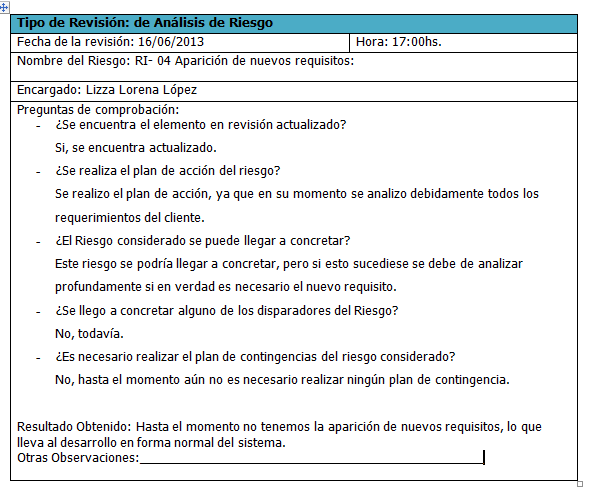 Tipo de Revisión: de Análisis de Riesgo
Fecha de la revisión: 16/06/2013 Hora: 17:00hs.
Nombre del Riesgo: RI- 04 Aparición de nuevos requisitos:
Encargado: Lizza Lorena López
Preguntas de comprobación:
- ¿Se encuentra el elemento en revisión actualizado?
Si, se encuentra actualizado.
- ¿Se realiza el plan de acción del riesgo?
Se realizo el plan de acción, ya que en su momento se analizo debidamente todos los
requerimientos del cliente.
- ¿El Riesgo considerado se puede llegar a concretar?
Este riesgo se podría llegar a concretar, pero si esto sucediese se debe de analizar
profundamente si en verdad es necesario el nuevo requisito.
- ¿Se llego a concretar alguno de los disparadores del Riesgo?
No, todavía.
- ¿Es necesario realizar el plan de contingencias del riesgo considerado?
No, hasta el momento aún no es necesario realizar ningún plan de contingencia.
Resultado Obtenido: Hasta el momento no tenemos la aparición de nuevos requisitos, lo que
lleva al desarrollo en forma normal del sistema.
Otras Observaciones: